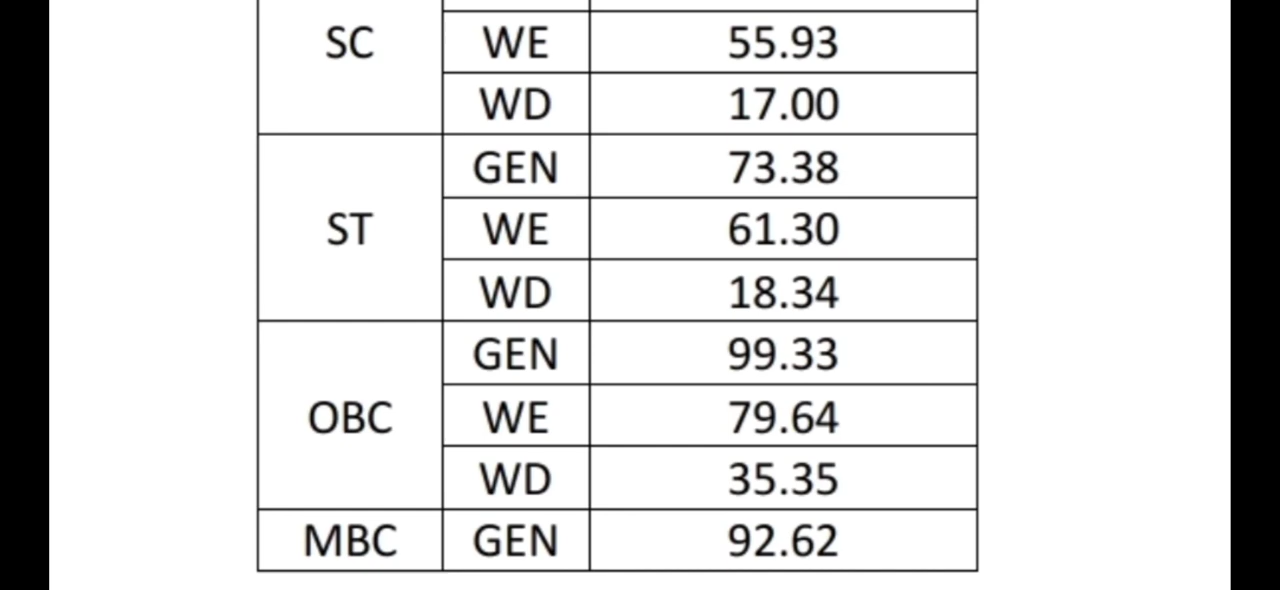 SC WE 55.93
WD 17.00
GEN 73.38
ST WE 61.30
WD 18.34
GEN 99.33
OBC WE 79.64
WD 35.35
MBC GEN 92.62